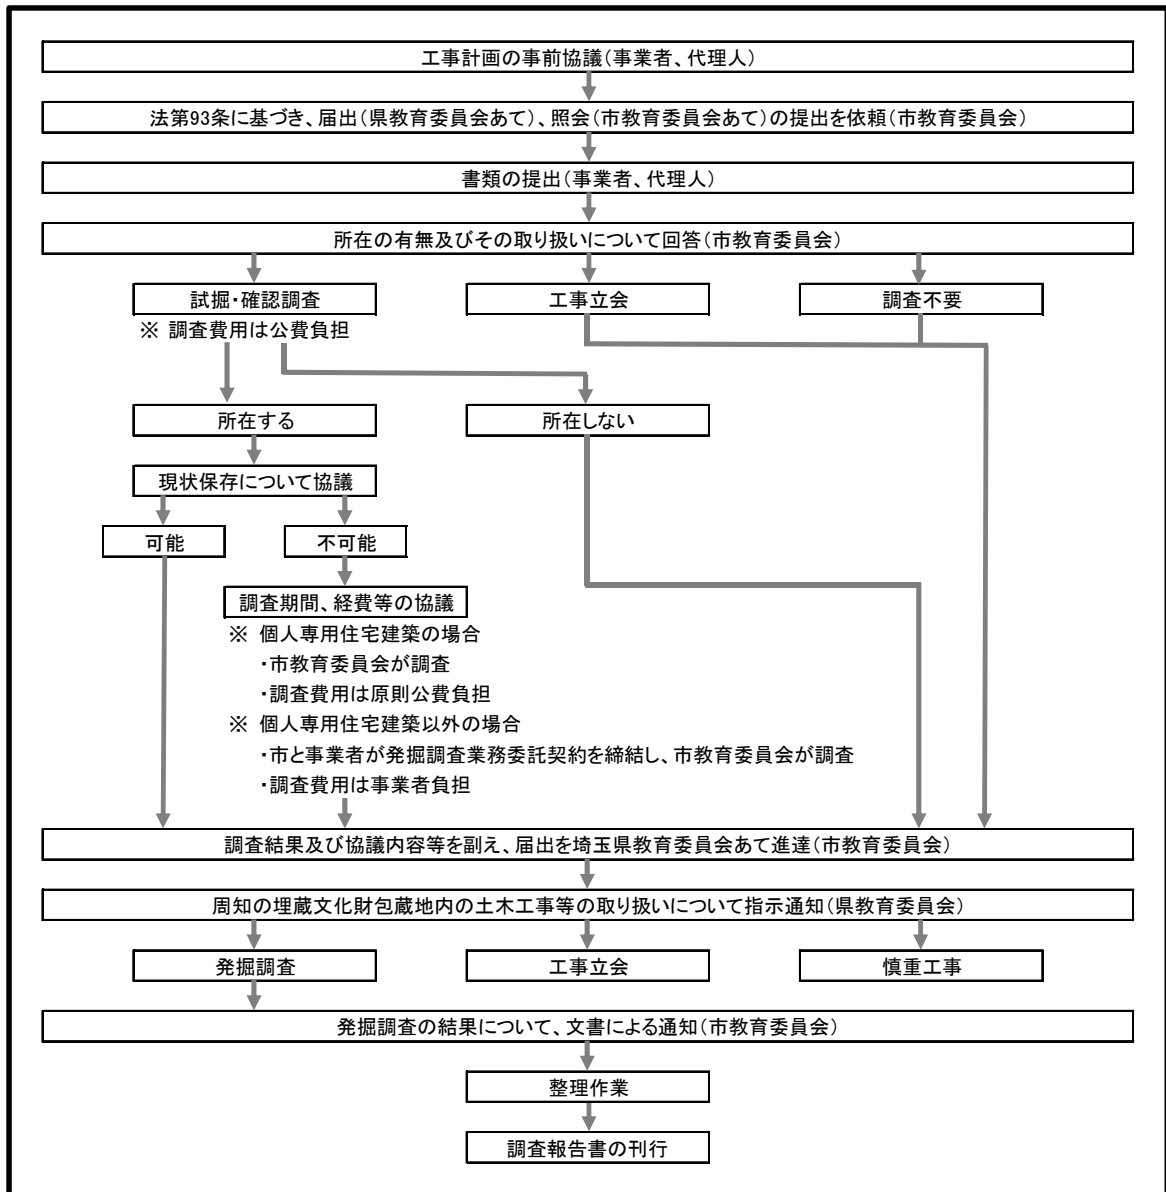 工事計画の事前協議(事業者、代理人)
法第93条に基づき、届出(県教育委員会あて)、照会(市教育委員会あて)の提出を依頼(市教育委員会)
書類の提出(事業者、代理人)
所在の有無及びその取り扱いについて回答(市教育委員会)
試掘・確認調査
工事立会
調査不要
※ 調査費用は公費負担
所在する
所在しない
現状保存について協議
可能
不可能
調査期間、経費等の協議
※ 個人専用住宅建築の場合
・市教育委員会が調査
・調査費用は原則公費負担
※ 個人専用住宅建築以外の場合
・市と事業者が発掘調査業務委託契約を締結し、市教育委員会が調査
・調査費用は事業者負担
調査結果及び協議内容等を副え、届出を埼玉県教育委員会あて進達(市教育委員会)
周知の埋蔵文化財包蔵地内の土木工事等の取り扱いについて指示通知(県教育委員会)
発掘調査
工事立会
慎重工事
発掘調査の結果について、文書による通知(市教育委員会)
整理作業
調査報告書の刊行